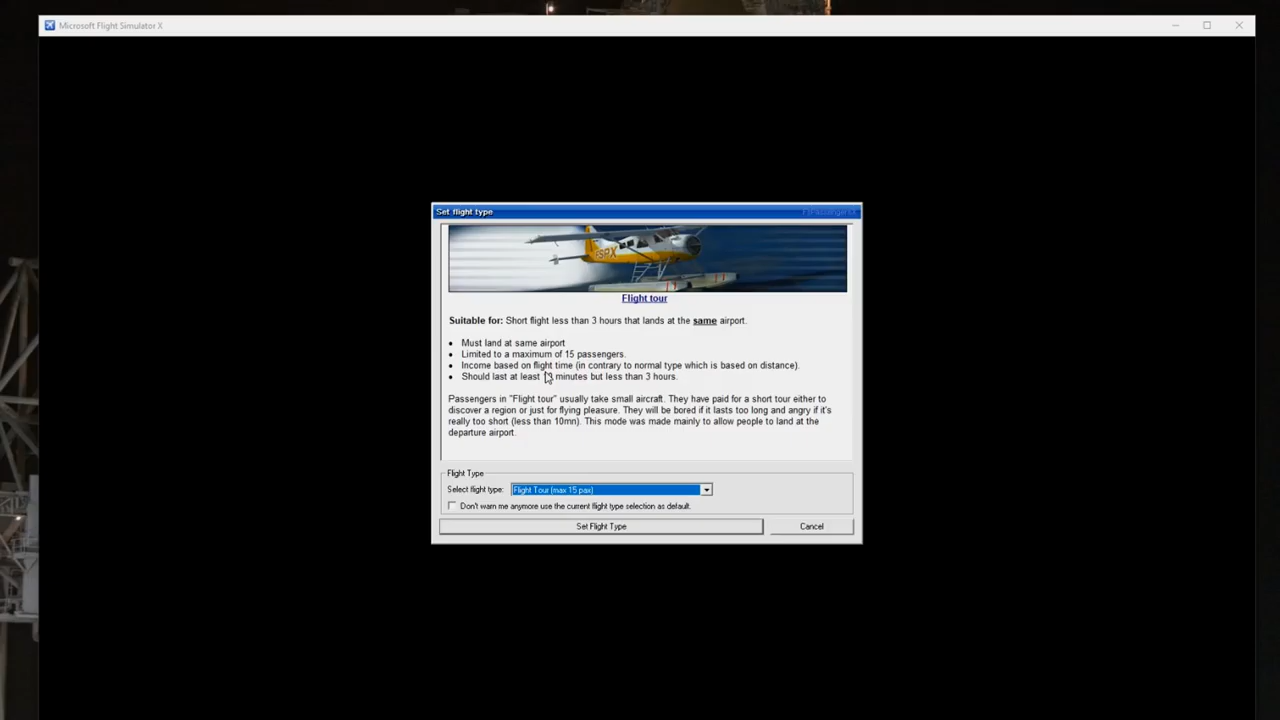 Microsoft Flight Simulator X
Set flight type
FSPX
Flight tour
Suitable for: Short flight less than 3 hours that lands at the same airport.
• Must land at same airport
• Limited to a maximum of 15 passengers.
• Income based on flight time (in contrary to normal type which is based on distance).
• Should last at least minutes but less than 3 hours.
Passengers in "Flight tour" usually take small aircraft. They have paid for a short tour either to
discover a region or just for flying pleasure. They will be bored if it lasts too long and angry if it's
really too short (less than 10mn). This mode was made mainly to allow people to land at the
departure airport.
Flight Type
Select flight type: Flight Tour (max 15 pax)
Don't warn me anymore use the current flight type selection as default.
Set Flight Type Cancel